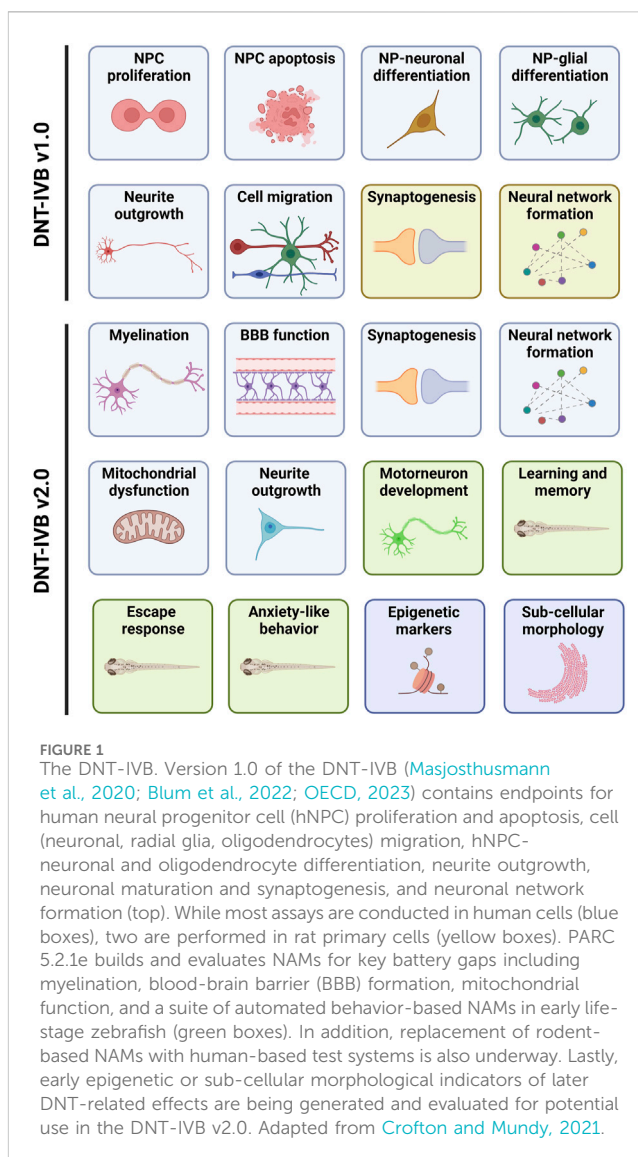 DNT-IVB v1.0
NPC
proliferation
NPC apoptosis
NP-neuronal
differentiation
NP-glial
differentiation
Neurite
outgrowth
Cell migration
Synaptogenesis
Neural network
formation
DNT-IVB v2.0
Myelination
BBB function
Synaptogenesis
Neural network
formation
Mitochondrial
dysfunction
Neurite
outgrowth
Motorneuron
development
Learning and
memory
Escape
response
Anxiety-like
behavior
Epigenetic
markers
Sub-cellular
morphology
FIGURE 1
The DNT-IVB. Version 1.0 of the DNT-IVB (Masjosthusmann
et al., 2020; Blum et al., 2022; OECD, 2023) contains endpoints for
human neural progenitor cell (hNPC) proliferation and apoptosis, cell
(neuronal, radial glia, oligodendrocytes) migration, hNPC-
neuronal and oligodendrocyte differentiation, neurite outgrowth,
neuronal maturation and synaptogenesis, and neuronal network
formation (top). While most assays are conducted in human cells (blue
boxes), two are performed in rat primary cells (yellow boxes). PARC
5.2.1e builds and evaluates NAMs for key battery gaps including
myelination, blood-brain barrier (BBB) formation, mitochondrial
function, and a suite of automated behavior-based NAMs in early life-
stage zebrafish (green boxes). In addition, replacement of rodent-
based NAMs with human-based test systems is also underway. Lastly,
early epigenetic or sub-cellular morphological indicators of later
DNT-related effects are being generated and evaluated for potential
use in the DNT-IVB v2.0. Adapted from Crofton and Mundy, 2021.